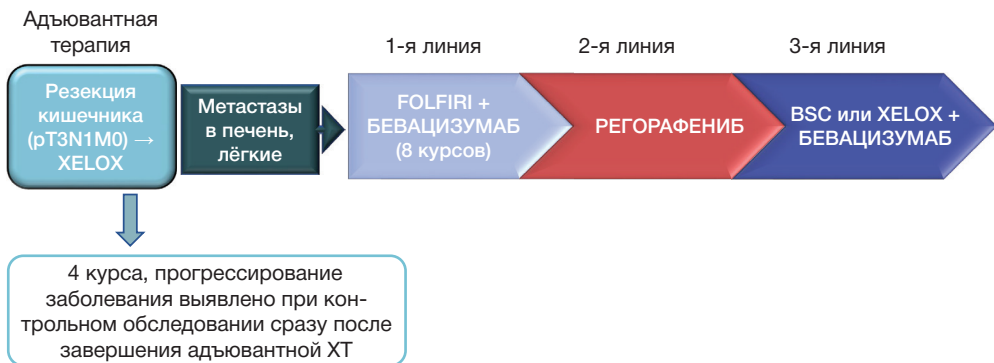 Адъювантная
терапия
1-я линия
2-я линия
3-я линия
Резекция
кишечника
(pT3N1M0) →
XELOX
Метастазы
в печень,
лёгкие
FOLFIRI +
БЕВАЦИЗУМАБ
(8 курсов)
РЕГОРАФЕНИБ
BSC или XELOX +
БЕВАЦИЗУМАБ
4 курса, прогрессирование
заболевания выявлено при кон-
трольном обследовании сразу после
завершения адъювантной ХТ